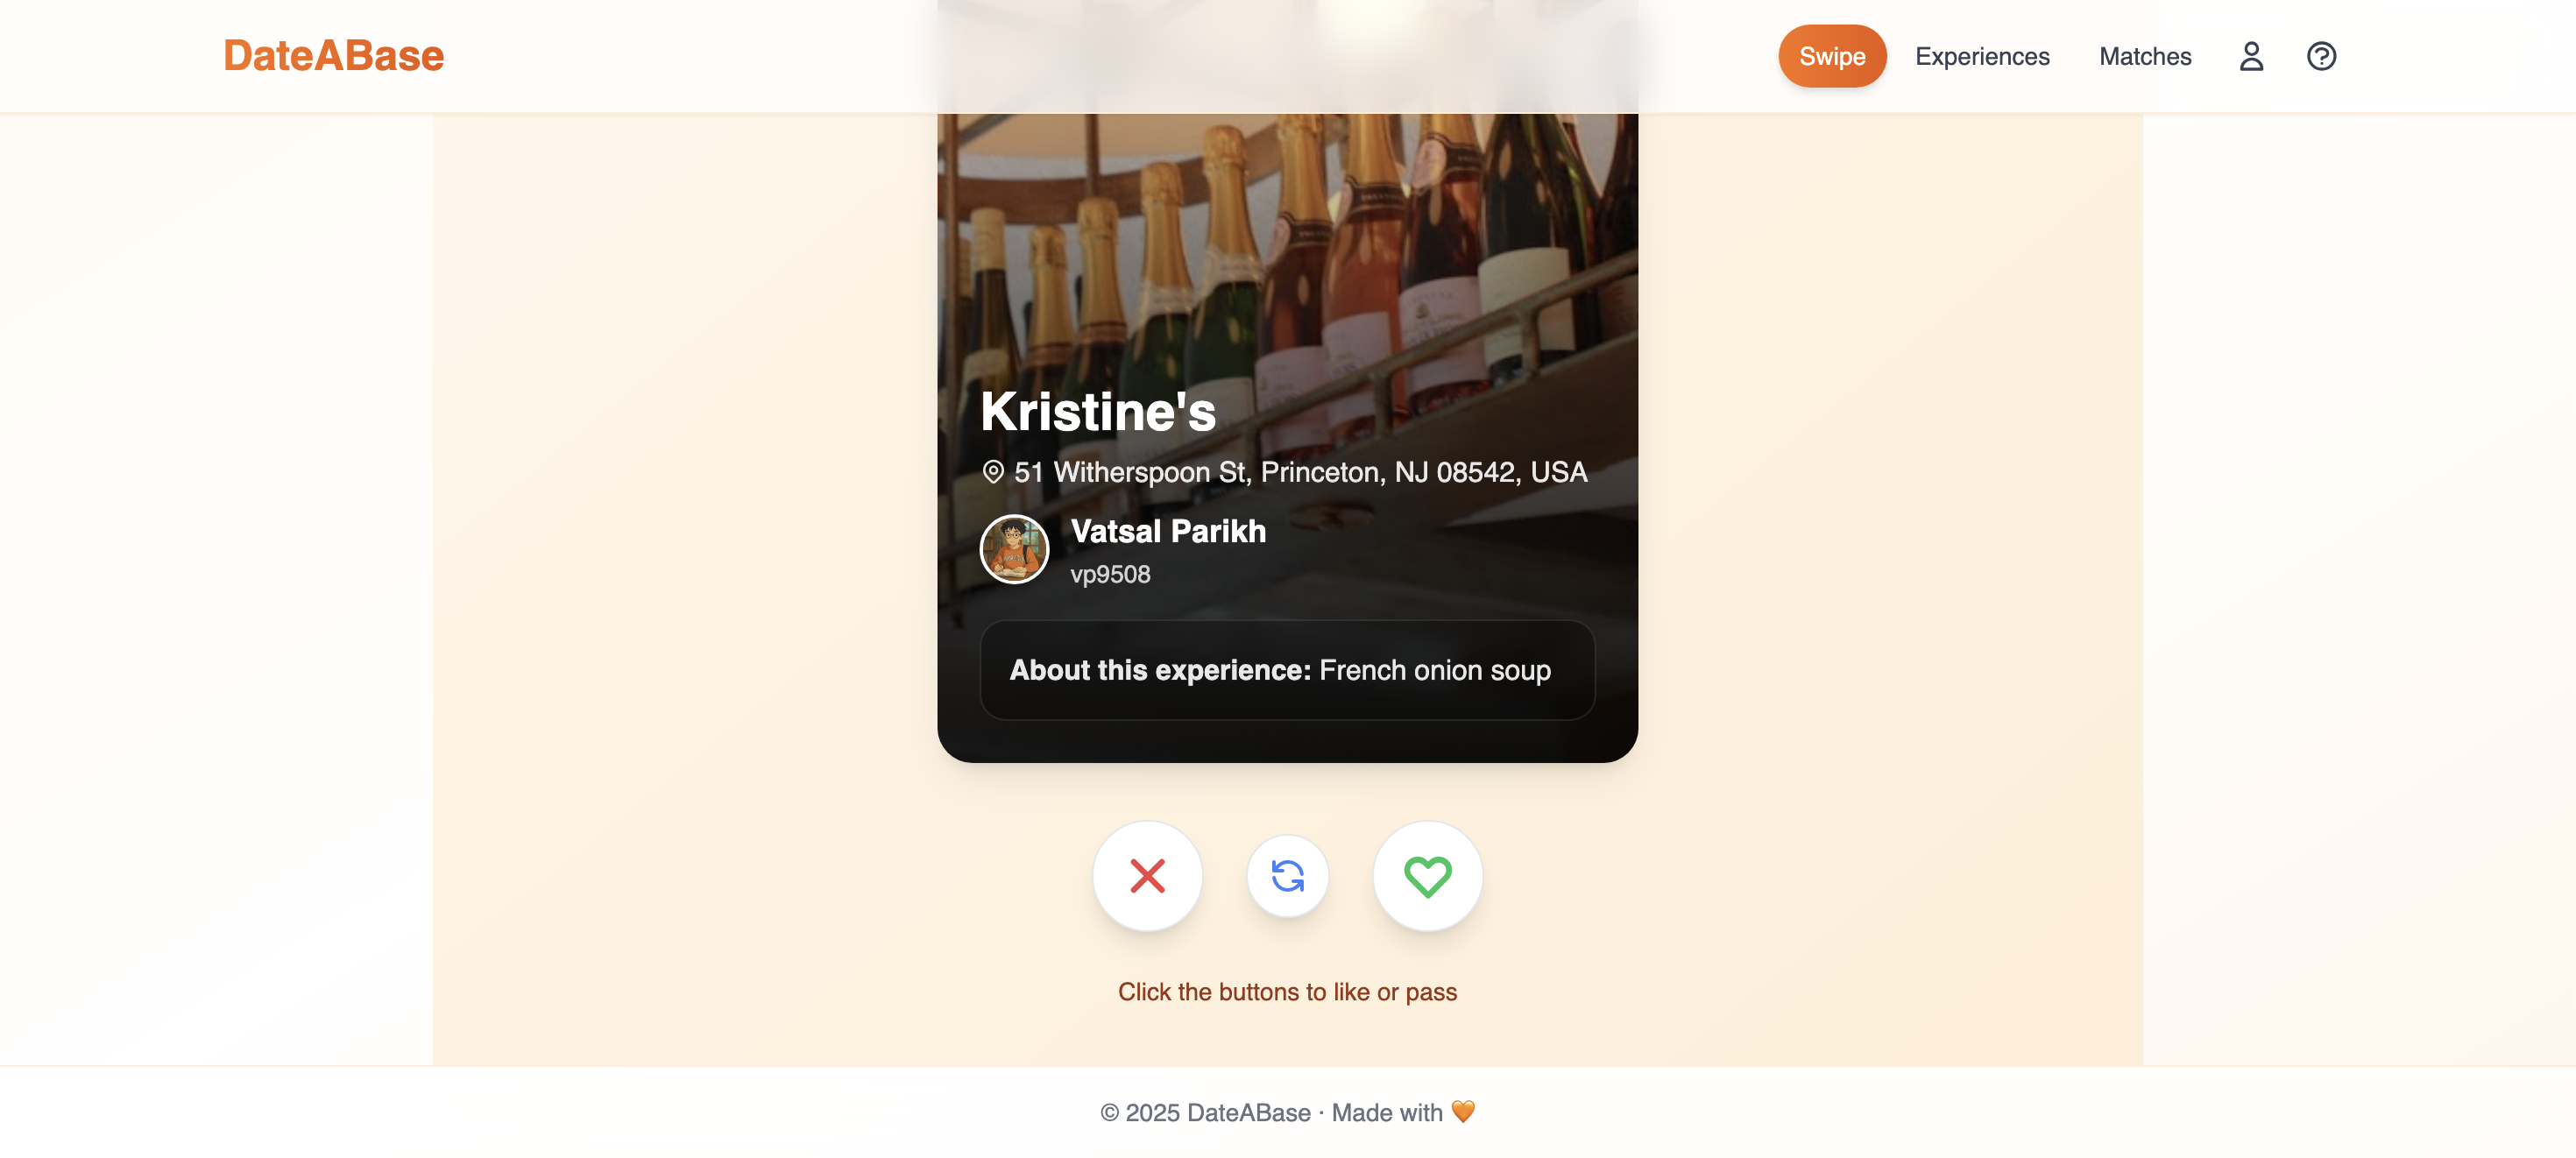 DateABase
Swipe
Experiences
Matches
Kristine's
51 Witherspoon St, Princeton, NJ 08542, USA
Vatsal Parikh
vp9508
About this experience: French onion soup
Click the buttons to like or pass
© 2025 DateABase · Made with 🧡